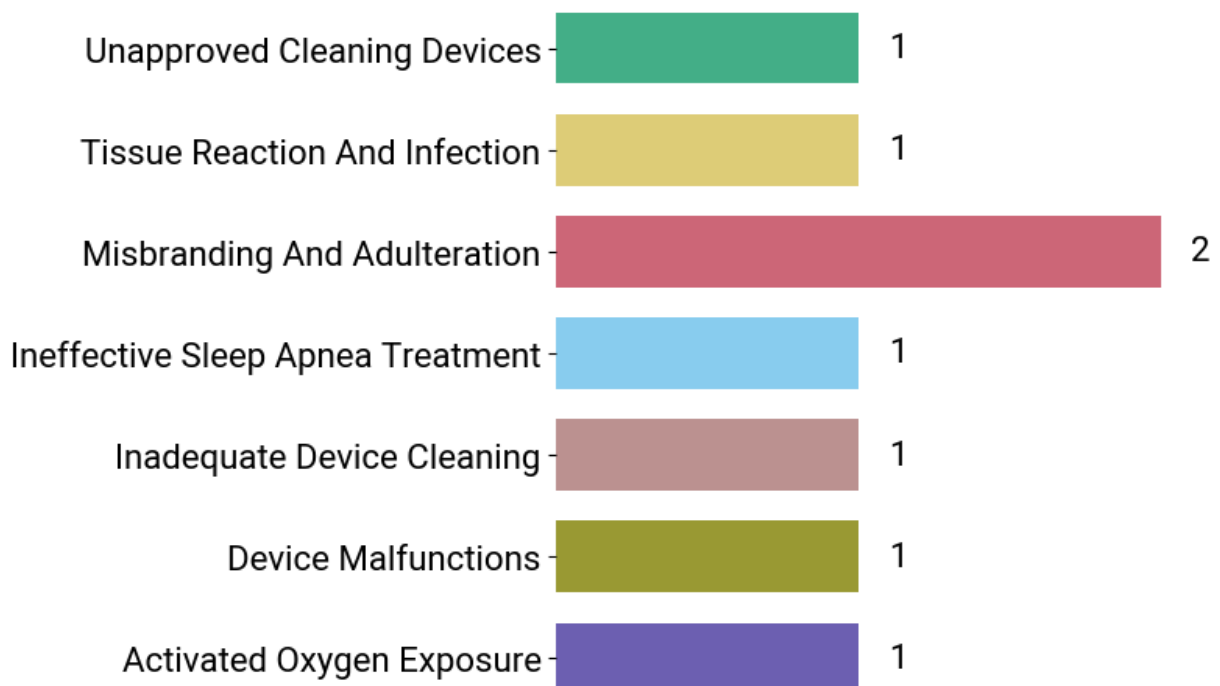 Unapproved Cleaning Devices 1
Tissue Reaction And Infection 1
Misbranding And Adulteration 2
Ineffective Sleep Apnea Treatment 1
Inadequate Device Cleaning 1
Device Malfunctions 1
Activated Oxygen Exposure 1